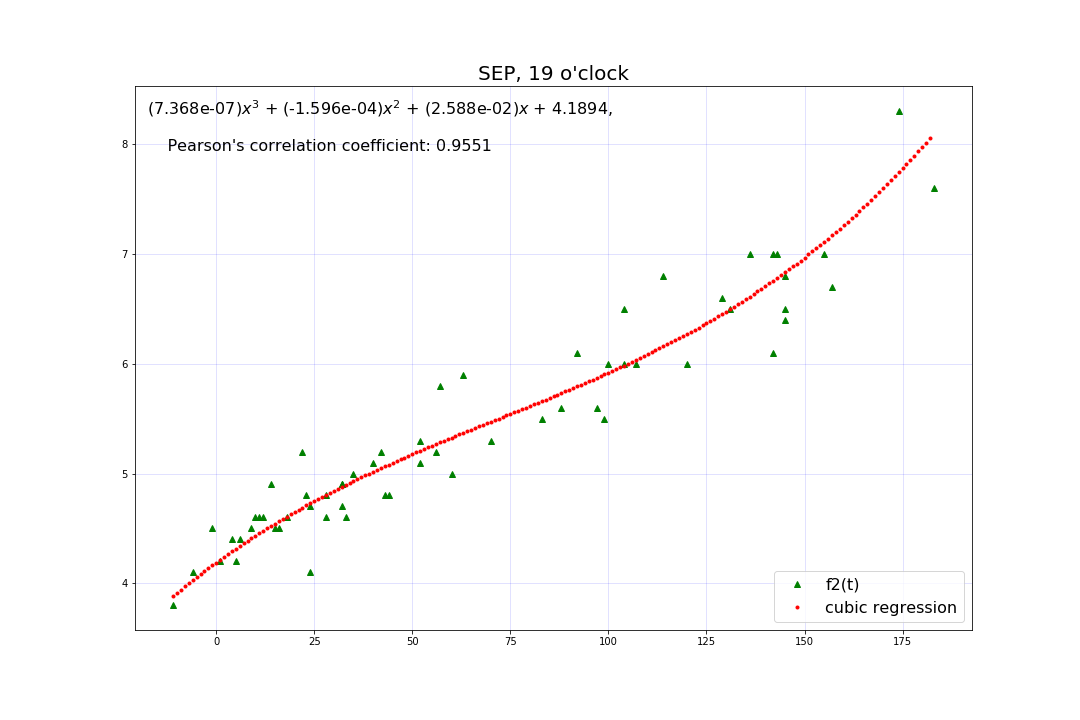 SEP, 19 o'clock
(7.368e-07)x³ + (-1.596e-04)x² + (2.588e-02)x + 4.1894,
Pearson's correlation coefficient: 0.9551
8
7
6
5
4
f2(t)
cubic regression
0 25 50 75 100 125 150 175